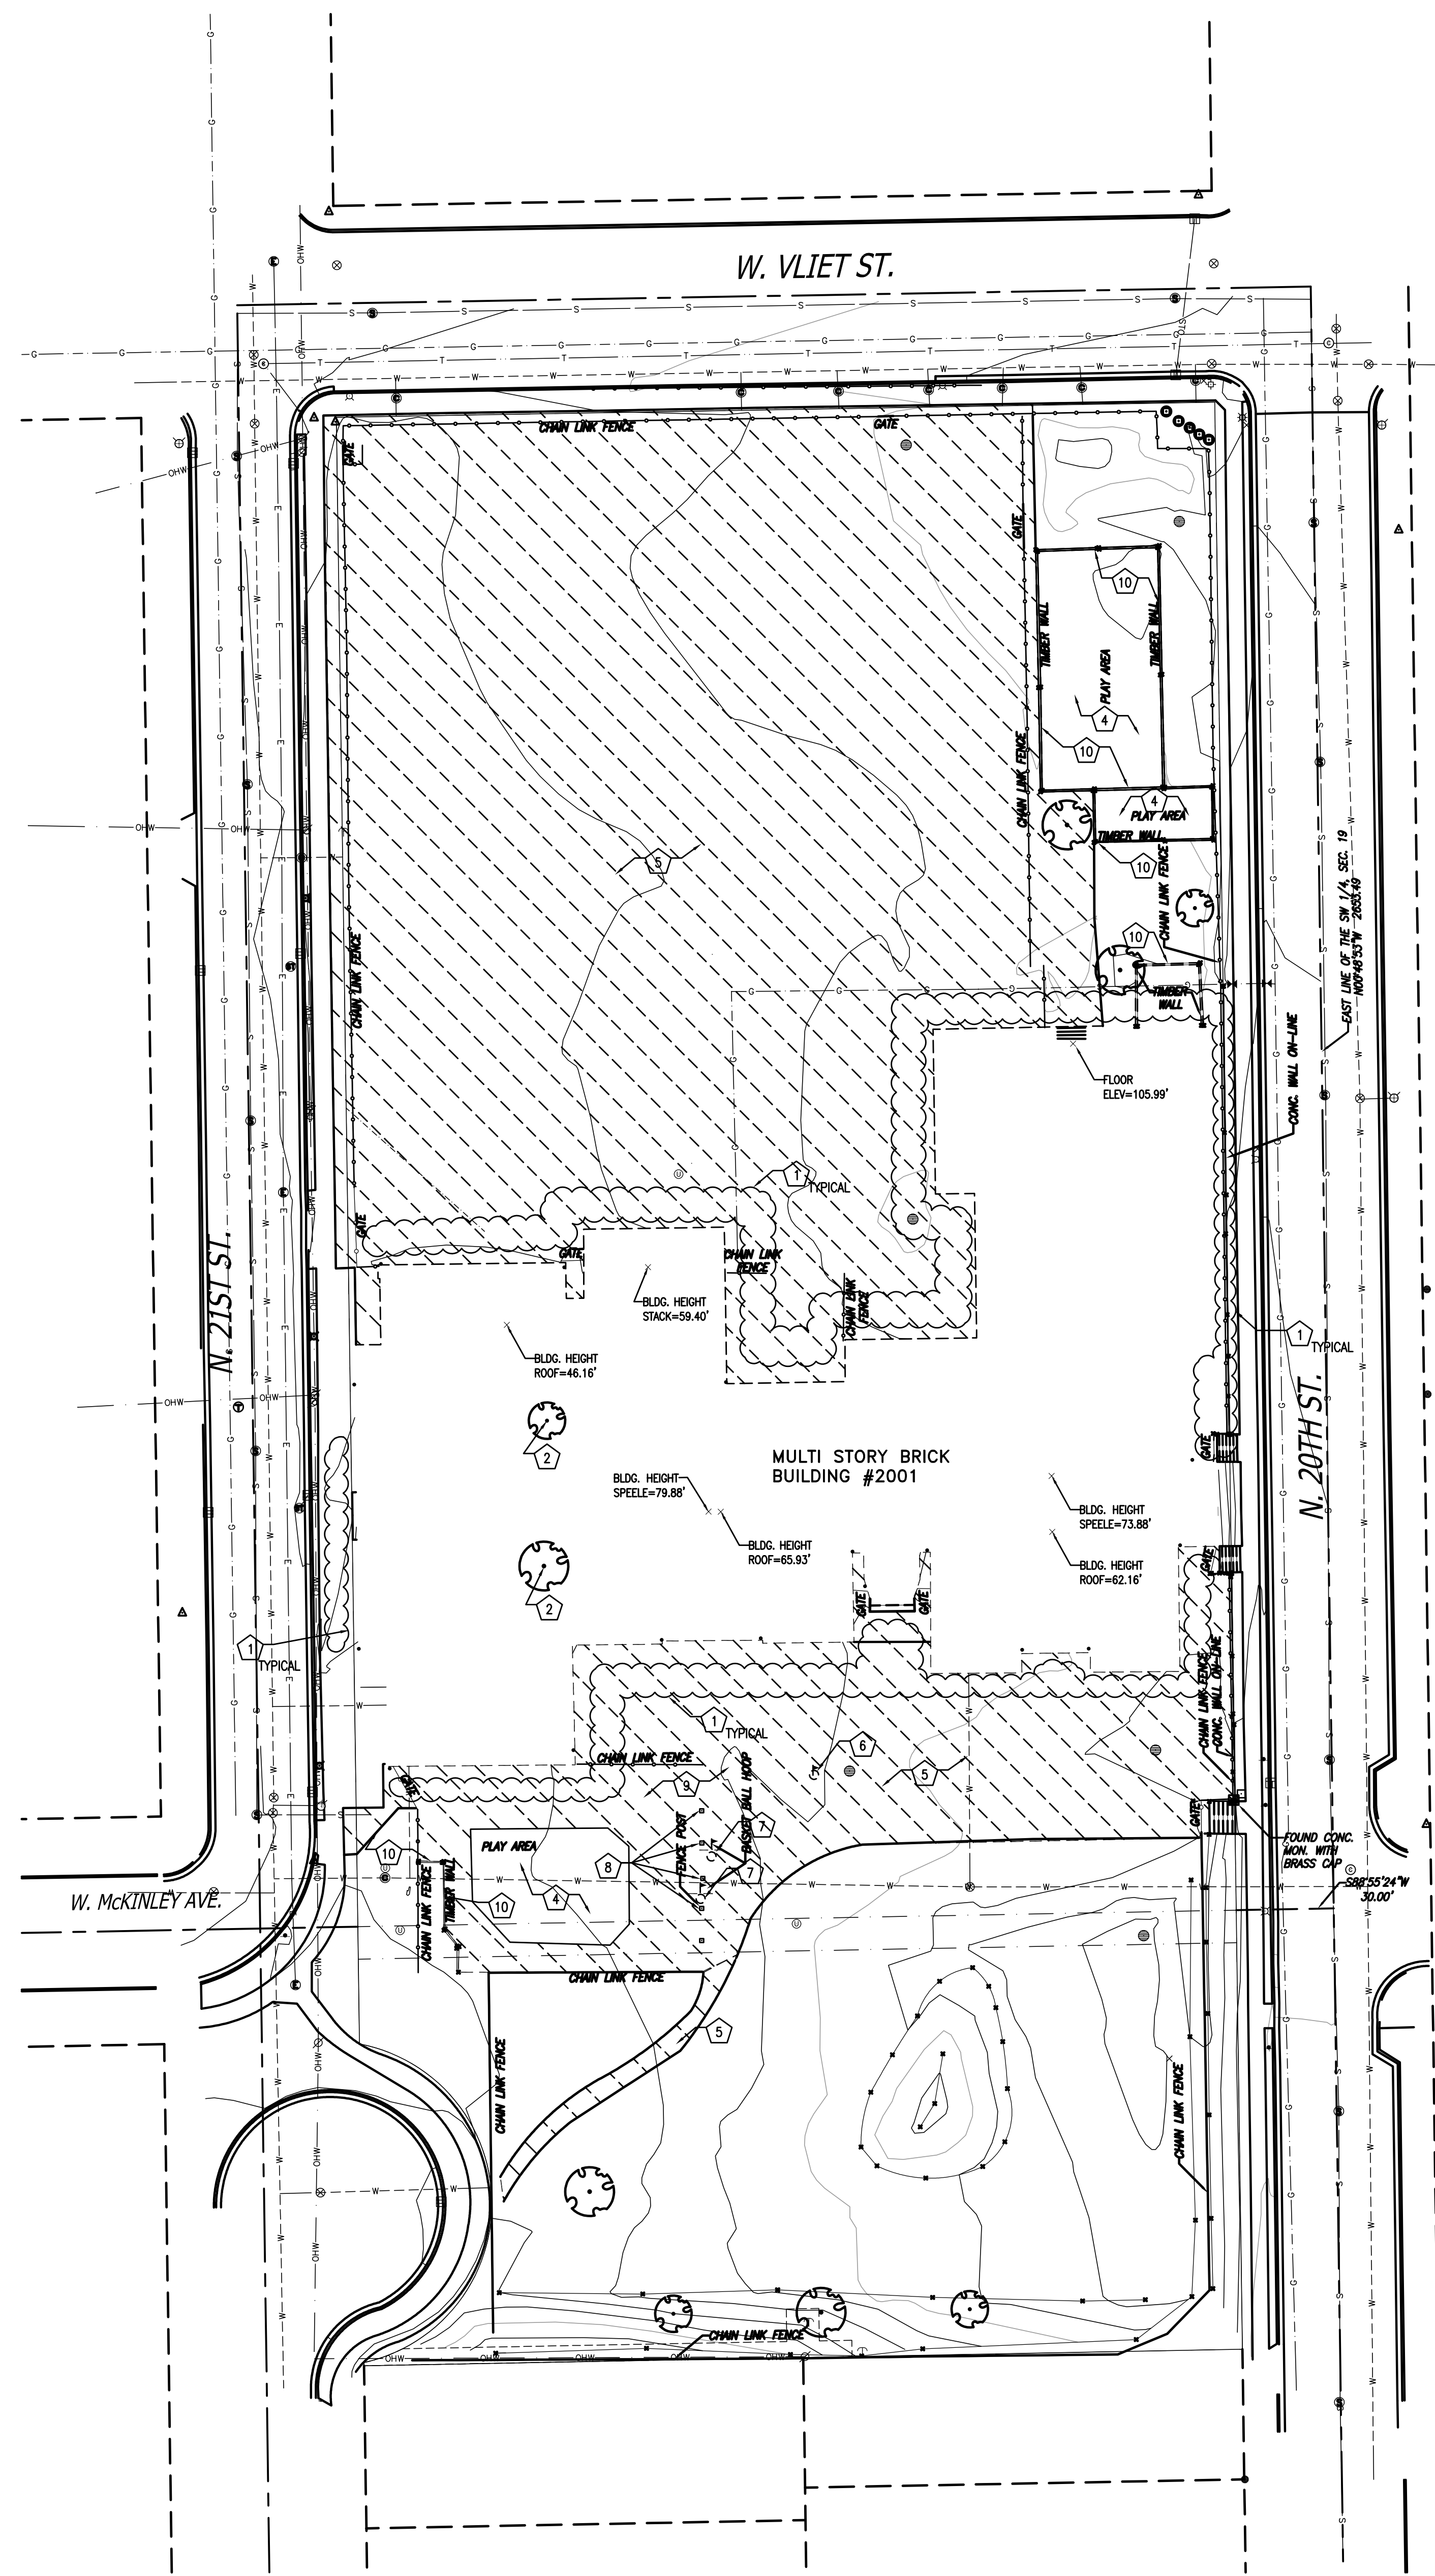 W. VLIET ST.
CHAIN LINK FENCE
GATE
GATE
GATE
10
TIMBER WALL
TIMBER WALL
PLAY AREA
4
10
CHAIN LINK FENCE
4
PLAY AREA
TIMBER WALL
5
10
CHAIN LINK FENCE
10
EAST LINE OF THE SW 1/4, SEC. 19
N00°48'53"W 2653.49
CHAIN LINK FENCE
TIMBER
WALL
CONC. WALL ON-LINE
FLOOR
ELEV=105.99'
1
TYPICAL
GATE
GATE
CHAIN LINK
FENCE
N. 21ST ST.
BLDG. HEIGHT
STACK=59.40'
CHAIN LINK
FENCE
1
TYPICAL
BLDG. HEIGHT
ROOF=46.16'
2
MULTI STORY BRICK
BUILDING #2001
GATE
N. 20TH ST.
BLDG. HEIGHT
SPEELE=79.88'
BLDG. HEIGHT
SPEELE=73.88'
BLDG. HEIGHT
ROOF=65.93'
BLDG. HEIGHT
ROOF=62.16'
GATE
2
GATE
GATE
1
TYPICAL
CHAIN LINK FENCE
CONC. WALL ON-LINE
1
TYPICAL
6
CHAIN LINK FENCE
5
GATE
9
BASKET BALL HOOP
FENCE POST
7
GATE
PLAY AREA
10
8
7
FOUND CONC.
MON. WITH
BRASS CAP
S88°55'24"W
30.00'
W. McKINLEY AVE.
CHAIN LINK FENCE
TIMBER WALL
10
4
CHAIN LINK FENCE
5
CHAIN LINK FENCE
CHAIN LINK FENCE
CHAIN LINK FENCE